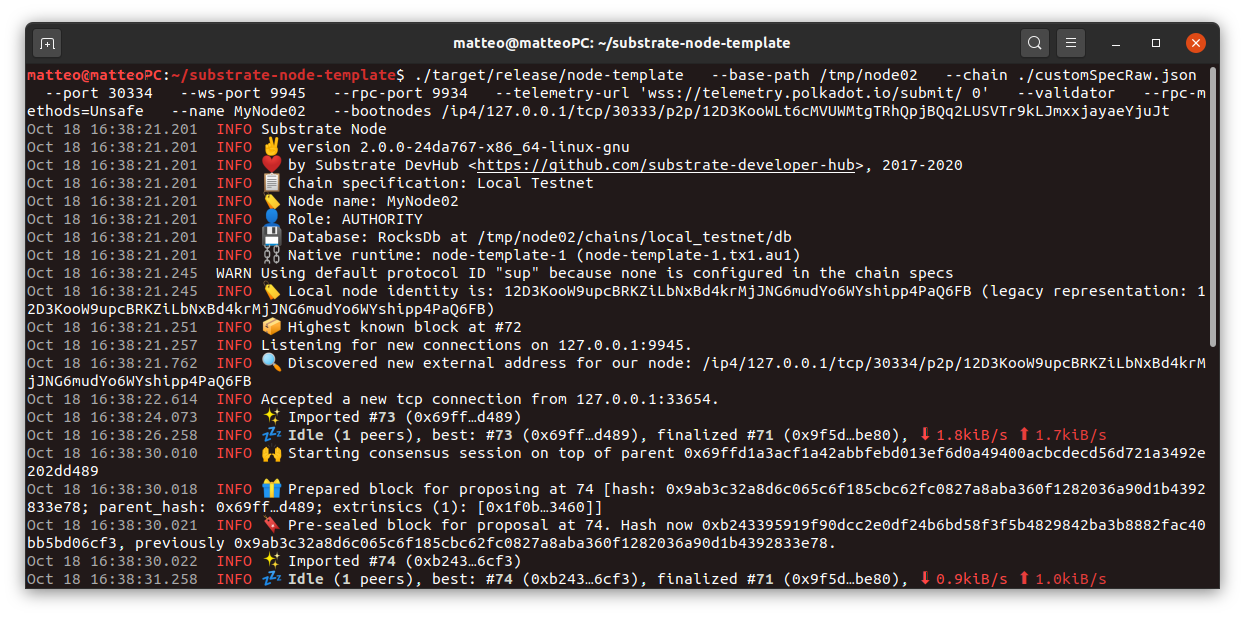 matteo@matteoPC: ~/substrate-node-template
matteo@matteoPC:~/substrate-node-template$ ./target/release/node-template   --base-path /tmp/node02   --chain ./customSpecRaw.json
  --port 30334   --ws-port 9945   --rpc-port 9934   --telemetry-url 'wss://telemetry.polkadot.io/submit/ 0'   --validator   --rpc-m
ethods=Unsafe   --name MyNode02   --bootnodes /ip4/127.0.0.1/tcp/30333/p2p/12D3KooWLt6cMVUWMtgTRhQpjBQq2LUSVTr9kLJmxxjayaeYjuJt
Oct 18 16:38:21.201  INFO Substrate Node
Oct 18 16:38:21.201  INFO ✌️ version 2.0.0-24da767-x86_64-linux-gnu
Oct 18 16:38:21.201  INFO ❤️ by Substrate DevHub <https://github.com/substrate-developer-hub>, 2017-2020
Oct 18 16:38:21.201  INFO 📋 Chain specification: Local Testnet
Oct 18 16:38:21.201  INFO 🏷 Node name: MyNode02
Oct 18 16:38:21.201  INFO 👤 Role: AUTHORITY
Oct 18 16:38:21.201  INFO 💾 Database: RocksDb at /tmp/node02/chains/local_testnet/db
Oct 18 16:38:21.201  INFO ⛓ Native runtime: node-template-1 (node-template-1.tx1.au1)
Oct 18 16:38:21.245  WARN Using default protocol ID "sup" because none is configured in the chain specs
Oct 18 16:38:21.245  INFO 🏷 Local node identity is: 12D3KooW9upcBRKZiLbNxBd4krMjJNG6mudYo6WYshipp4PaQ6FB (legacy representation: 1
2D3KooW9upcBRKZiLbNxBd4krMjJNG6mudYo6WYshipp4PaQ6FB)
Oct 18 16:38:21.251  INFO 📦 Highest known block at #72
Oct 18 16:38:21.257  INFO Listening for new connections on 127.0.0.1:9945.
Oct 18 16:38:21.762  INFO 🔍 Discovered new external address for our node: /ip4/127.0.0.1/tcp/30334/p2p/12D3KooW9upcBRKZiLbNxBd4krM
jJNG6mudYo6WYshipp4PaQ6FB
Oct 18 16:38:22.614  INFO Accepted a new tcp connection from 127.0.0.1:33654.
Oct 18 16:38:24.073  INFO ✨ Imported #73 (0x69ff…d489)
Oct 18 16:38:26.258  INFO 💤 Idle (1 peers), best: #73 (0x69ff…d489), finalized #71 (0x9f5d…be80), ⬇ 1.8kiB/s ⬆ 1.7kiB/s
Oct 18 16:38:30.010  INFO 🙌 Starting consensus session on top of parent 0x69ffd1a3acf1a42abbfebd013ef6d0a49400acbcdecd56d721a3492e
202dd489
Oct 18 16:38:30.018  INFO 🎁 Prepared block for proposing at 74 [hash: 0x9ab3c32a8d6c065c6f185cbc62fc0827a8aba360f1282036a90d1b4392
833e78; parent_hash: 0x69ff…d489; extrinsics (1): [0x1f0b…3460]]
Oct 18 16:38:30.021  INFO 🔖 Pre-sealed block for proposal at 74. Hash now 0xb243395919f90dcc2e0df24b6bd58f3f5b4829842ba3b8882fac40
bb5bd06cf3, previously 0x9ab3c32a8d6c065c6f185cbc62fc0827a8aba360f1282036a90d1b4392833e78.
Oct 18 16:38:30.022  INFO ✨ Imported #74 (0xb243…6cf3)
Oct 18 16:38:31.258  INFO 💤 Idle (1 peers), best: #74 (0xb243…6cf3), finalized #71 (0x9f5d…be80), ⬇ 0.9kiB/s ⬆ 1.0kiB/s